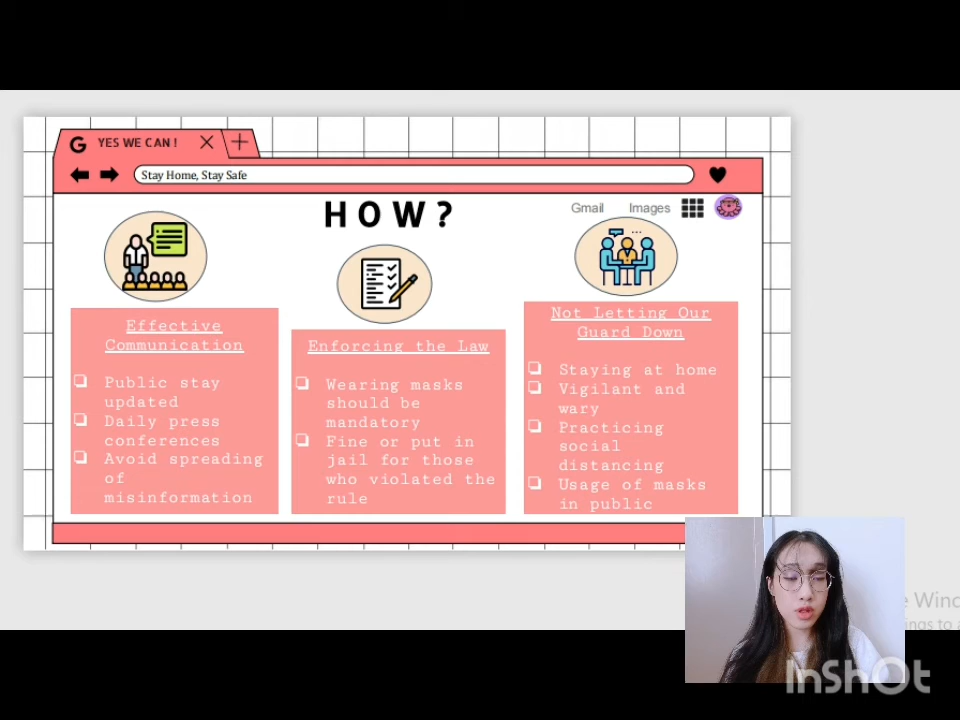 G YES WE CAN !
Stay Home, Stay Safe
HOW?
Gmail Images
Effective
Communication
❏ Public stay
updated
❏ Daily press
conferences
❏ Avoid spreading
of
misinformation
Enforcing the Law
❏ Wearing masks
should be
mandatory
❏ Fine or put in
jail for those
who violated the
rule
Not Letting Our
Guard Down
❏ Staying at home
❏ Vigilant and
wary
❏ Practicing
social
distancing
❏ Usage of masks
in public
InShOt